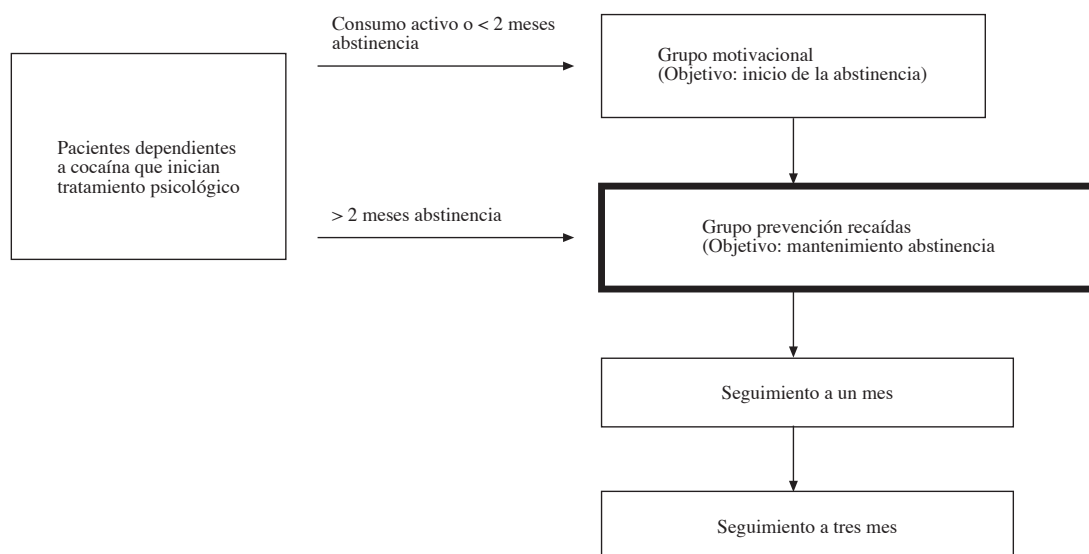 Consumo activo o < 2 meses
abstinencia
Grupo motivacional
(Objetivo: inicio de la abstinencia)
Pacientes dependientes
a cocaína que inician
tratamiento psicológico
> 2 meses abstinencia
Grupo prevención recaídas
(Objetivo: mantenimiento abstinencia
Seguimiento a un mes
Seguimiento a tres mes